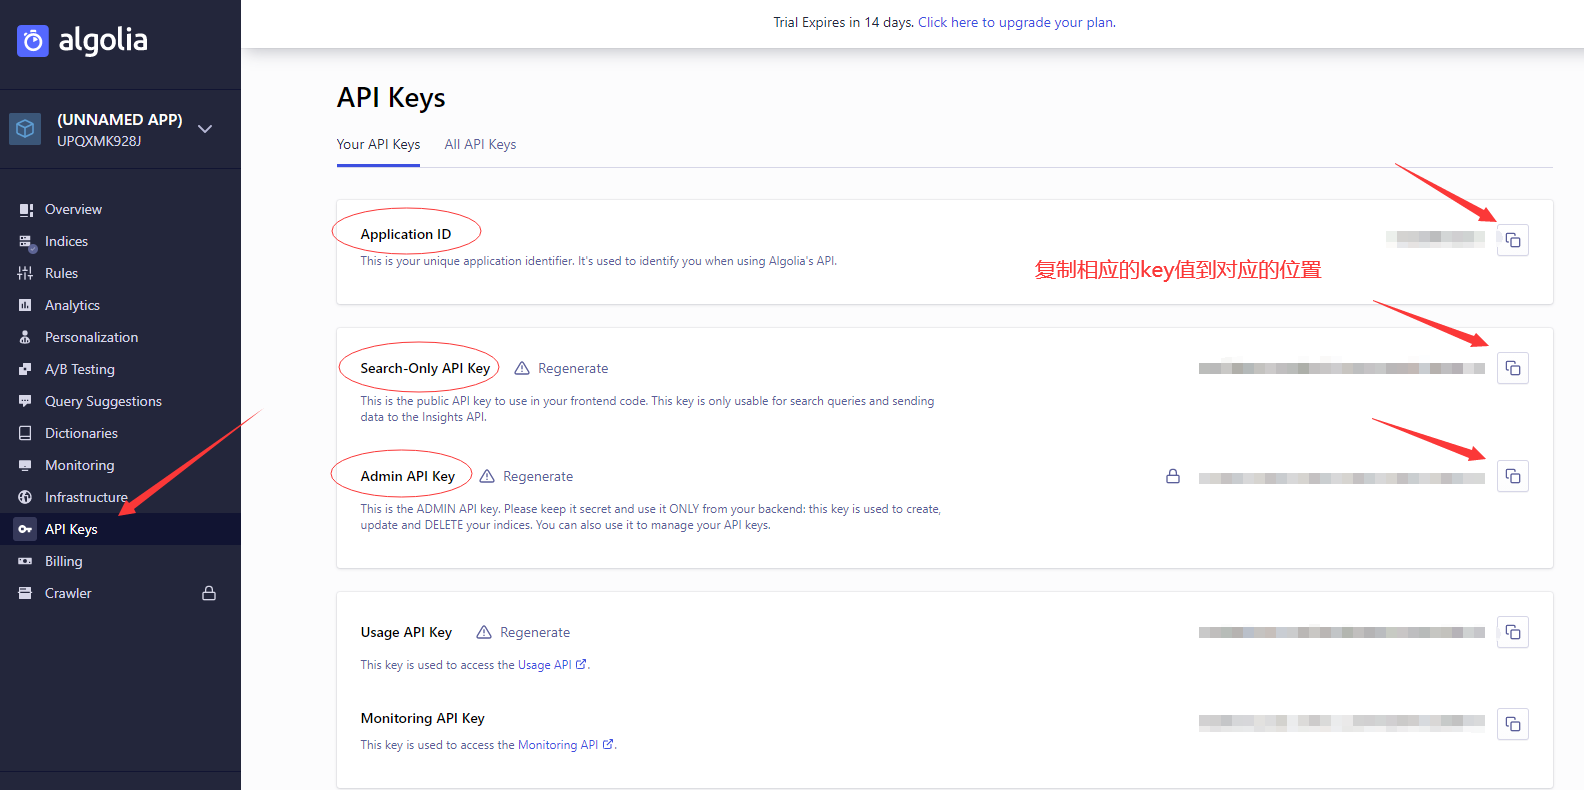 algolia
Trial Expires in 14 days. Click here to upgrade your plan.
(UNNAMED APP)
UPQXMK928J
Overview
Indices
Rules
Analytics
Personalization
A/B Testing
Query Suggestions
Dictionaries
Monitoring
Infrastructure
API Keys
Billing
Crawler
API Keys
Your API Keys All API Keys
Application ID
This is your unique application identifier. It's used to identify you when using Algolia's API.
复制相应的key值到对应的位置
Search-Only API Key Regenerate
This is the public API key to use in your frontend code. This key is only usable for search queries and sending
data to the Insights API.
Admin API Key Regenerate
This is the ADMIN API key. Please keep it secret and use it ONLY from your backend: this key is used to create,
update and DELETE your indices. You can also use it to manage your API keys.
Usage API Key Regenerate
This key is used to access the Usage API.
Monitoring API Key
This key is used to access the Monitoring API.